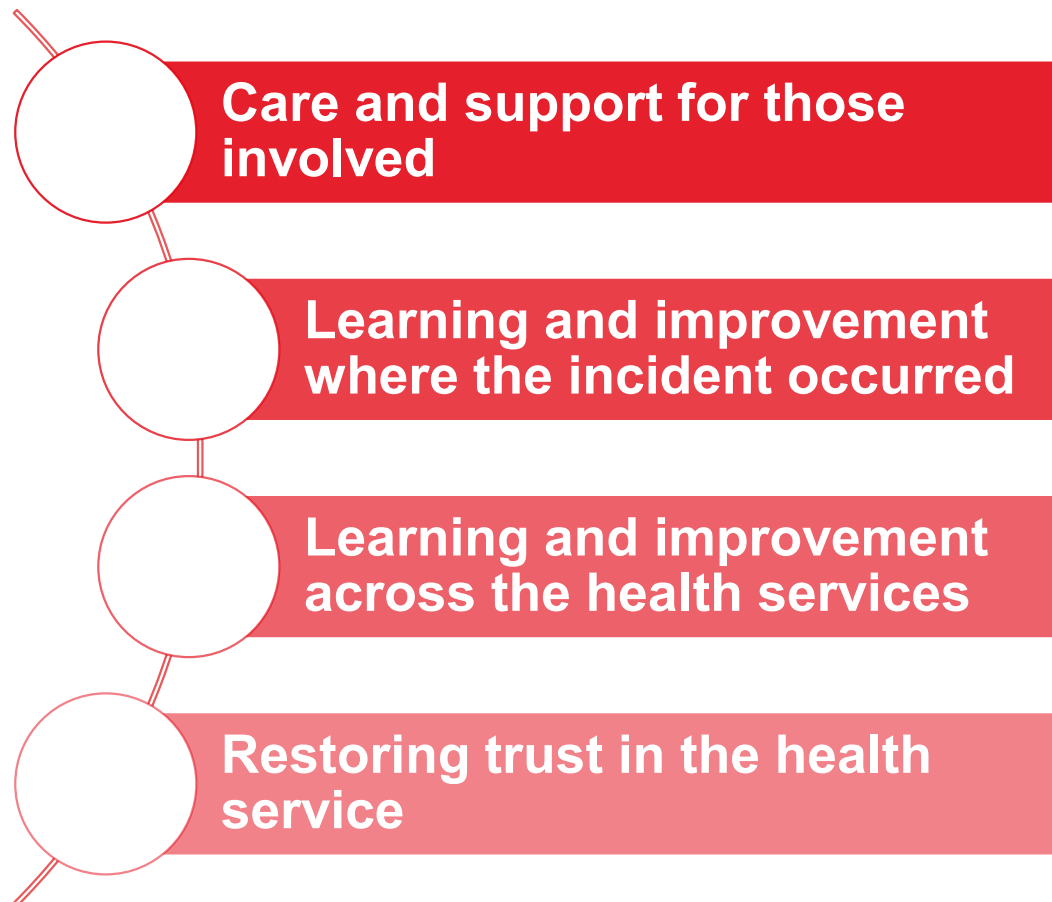 Care and support for those
involved
Learning and improvement
where the incident occurred
Learning and improvement
across the health services
Restoring trust in the health
service